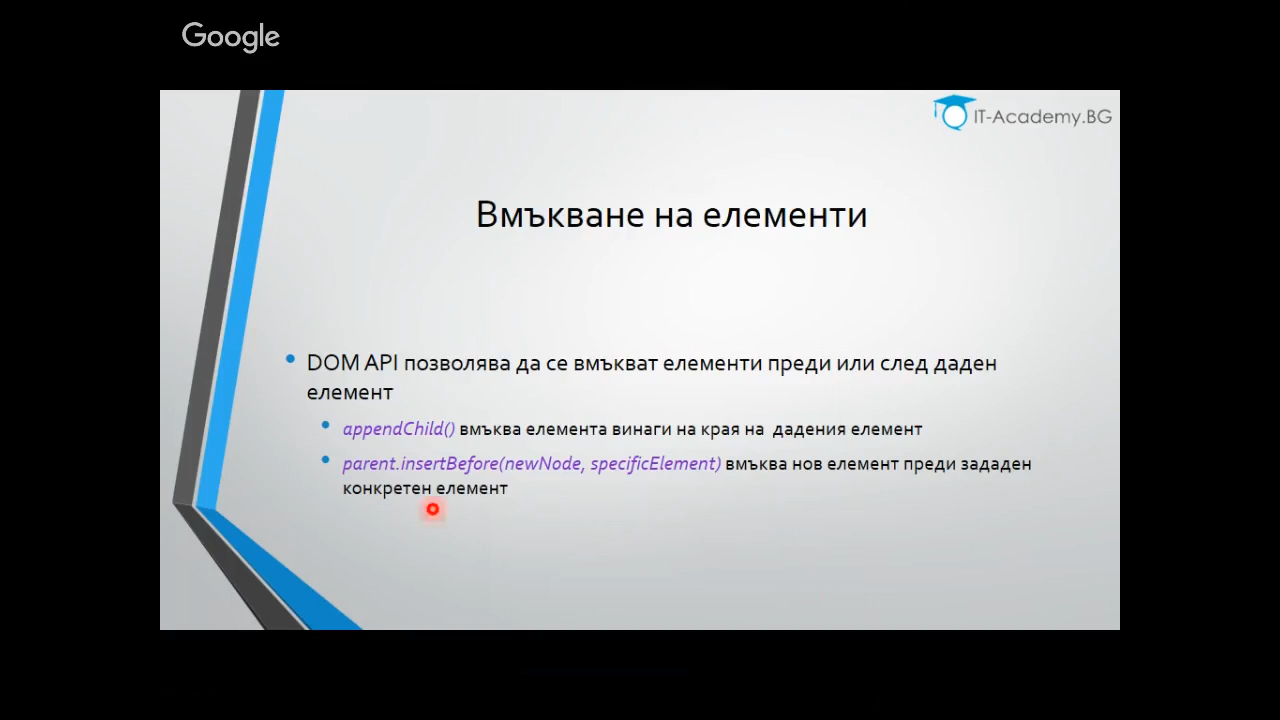 Google
IT-Academy.BG
Вмъкване на елементи
DOM API позволява да се вмъкват елементи преди или след даден
елемент
appendChild() вмъква елемента винаги на края на дадения елемент
parent.insertBefore(newNode, specificElement) вмъква нов елемент преди зададен
конкретен елемент